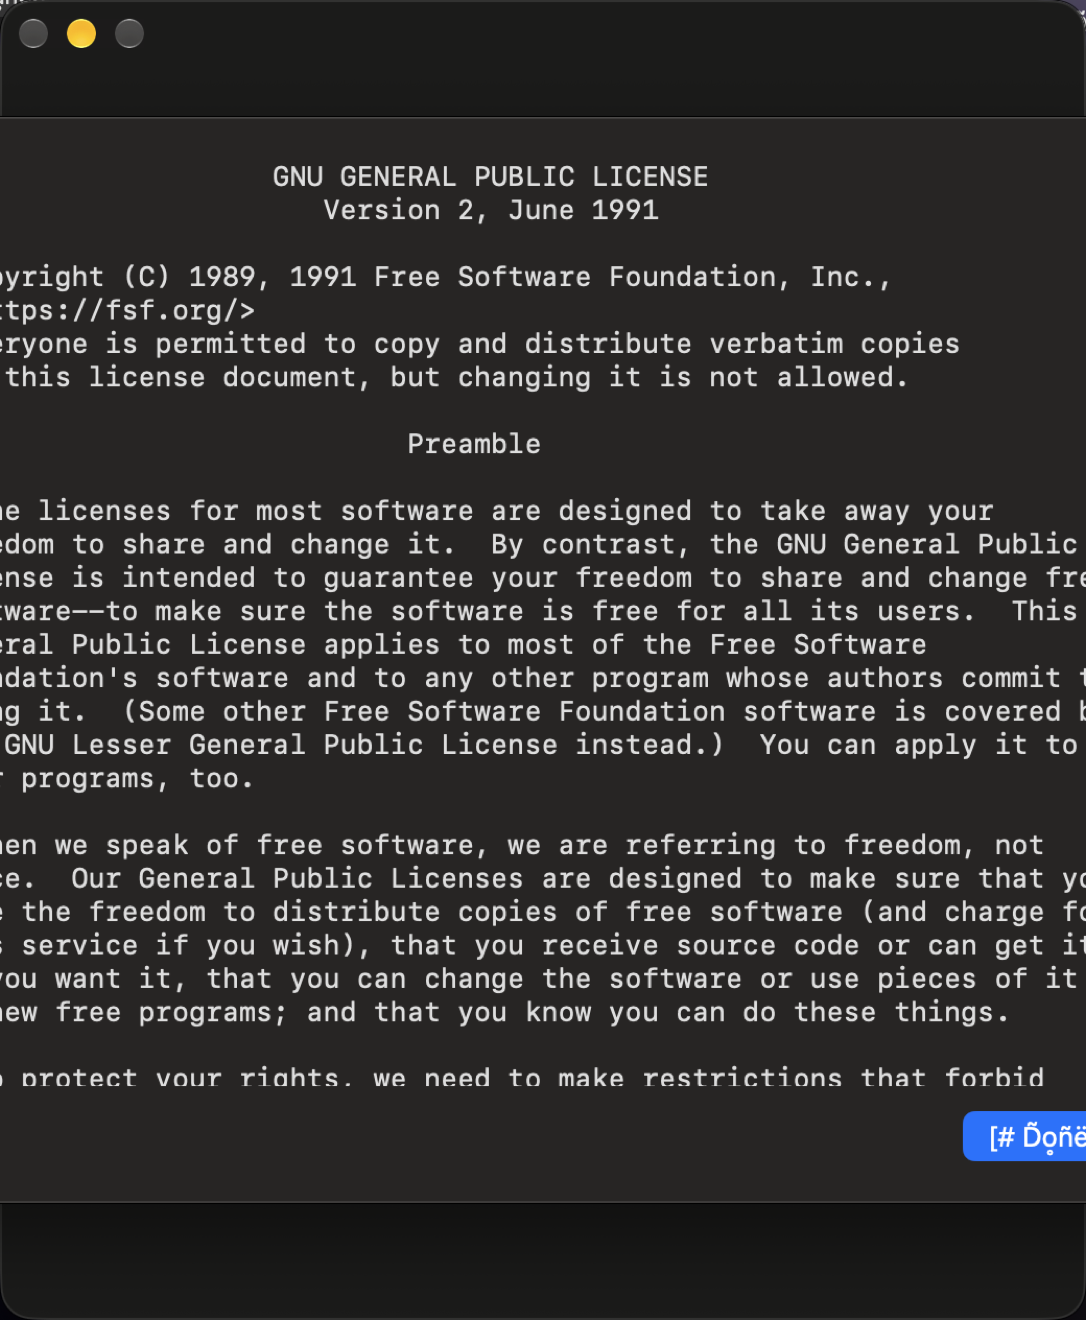 GNU GENERAL PUBLIC LICENSE
Version 2, June 1991
pyright (C) 1989, 1991 Free Software Foundation, Inc.,
ttps://fsf.org/>
eryone is permitted to copy and distribute verbatim copies
this license document, but changing it is not allowed.
Preamble
he licenses for most software are designed to take away your
edom to share and change it.  By contrast, the GNU General Public
ense is intended to guarantee your freedom to share and change fre
tware--to make sure the software is free for all its users.  This
eral Public License applies to most of the Free Software
ndation's software and to any other program whose authors commit t
ng it.  (Some other Free Software Foundation software is covered b
GNU Lesser General Public License instead.)  You can apply it to
r programs, too.
hen we speak of free software, we are referring to freedom, not
ce.  Our General Public Licenses are designed to make sure that yo
e the freedom to distribute copies of free software (and charge fo
s service if you wish), that you receive source code or can get it
you want it, that you can change the software or use pieces of it
new free programs; and that you know you can do these things.
o protect your rights, we need to make restrictions that forbid
[# D̃o̥ñë